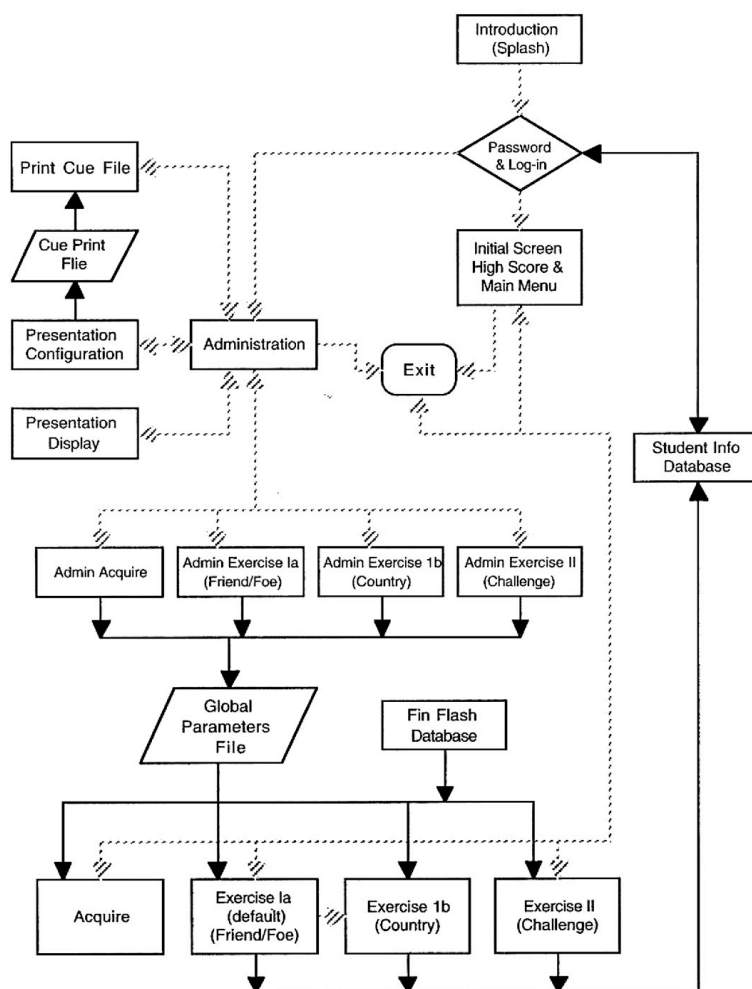 Introduction
(Splash)
Password
& Log-in
Print Cue File
Cue Print
Flie
Initial Screen
High Score &
Main Menu
Presentation
Configuration
Administration
Exit
Presentation
Display
Student Info
Database
Admin Acquire
Admin Exercise Ia
(Friend/Foe)
Admin Exercise 1b
(Country)
Admin Exercise II
(Challenge)
Global
Parameters
File
Fin Flash
Database
Acquire
Exercise Ia
(default)
(Friend/Foe)
Exercise 1b
(Country)
Exercise II
(Challenge)